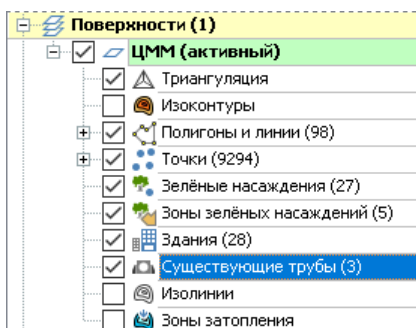 Поверхности (1)
ЦММ (активный)
Триангуляция
Изоконтуры
Полигоны и линии (98)
Точки (9294)
Зелёные насаждения (27)
Зоны зелёных насаждений (5)
Здания (28)
Существующие трубы (3)
Изолинии
Зоны затопления